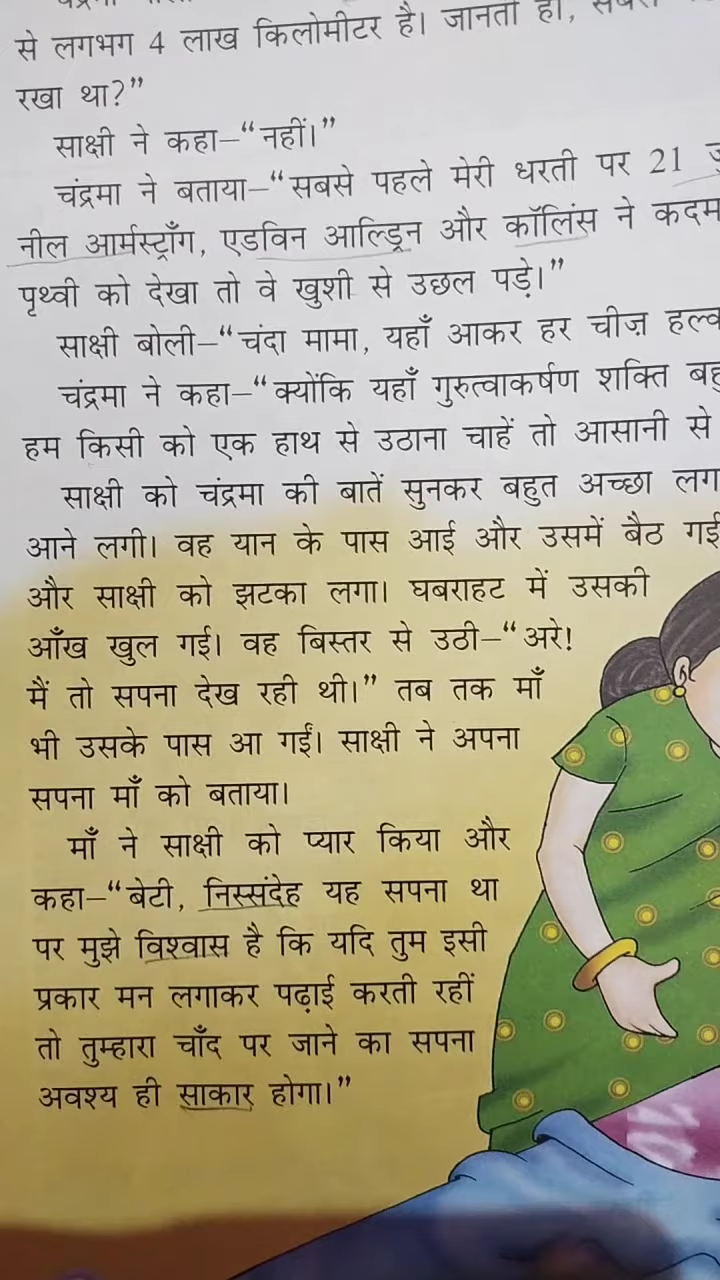 से लगभग 4 लाख किलोमीटर है। जानती हो,
रखा था?”
साक्षी ने कहा–“नहीं।”
चंद्रमा ने बताया–“सबसे पहले मेरी धरती पर 21
नील आर्मस्ट्राँग, एडविन आल्ड्रिन और कॉलिंस ने कदम
पृथ्वी को देखा तो वे खुशी से उछल पड़े।”
साक्षी बोली–“चंदा मामा, यहाँ आकर हर चीज़
चंद्रमा ने कहा–“क्योंकि यहाँ गुरुत्वाकर्षण शक्ति
हम किसी को एक हाथ से उठाना चाहें तो आसानी से
साक्षी को चंद्रमा की बातें सुनकर बहुत अच्छा
आने लगी। वह यान के पास आई और उसमें बैठ गई
और साक्षी को झटका लगा। घबराहट में उसकी
आँख खुल गई। वह बिस्तर से उठी–“अरे!
मैं तो सपना देख रही थी।” तब तक माँ
भी उसके पास आ गईं। साक्षी ने अपना
सपना माँ को बताया।
माँ ने साक्षी को प्यार किया और
कहा–“बेटी, निस्संदेह यह सपना था
पर मुझे विश्वास है कि यदि तुम इसी
प्रकार मन लगाकर पढ़ाई करती रहीं
तो तुम्हारा चाँद पर जाने का सपना
अवश्य ही साकार होगा।”